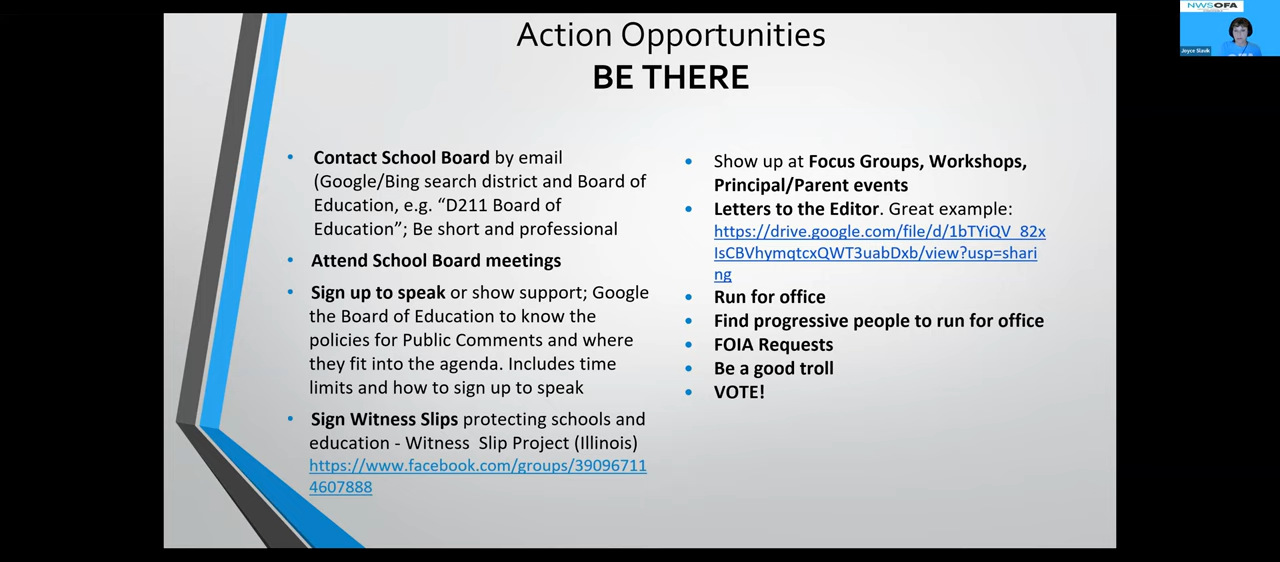 Action Opportunities
BE THERE
Contact School Board by email
(Google/Bing search district and Board of
Education, e.g. “D211 Board of
Education”; Be short and professional
Attend School Board meetings
Sign up to speak or show support; Google
the Board of Education to know the
policies for Public Comments and where
they fit into the agenda. Includes time
limits and how to sign up to speak
Sign Witness Slips protecting schools and
education - Witness Slip Project (Illinois)
https://www.facebook.com/groups/39096711
4607888
Show up at Focus Groups, Workshops,
Principal/Parent events
Letters to the Editor. Great example:
https://drive.google.com/file/d/1bTYiQV_82x
IsCBVhymqtcxQWT3uabDxb/view?usp=shari
ng
Run for office
Find progressive people to run for office
FOIA Requests
Be a good troll
VOTE!
NWSOFA
Joyce Slavik